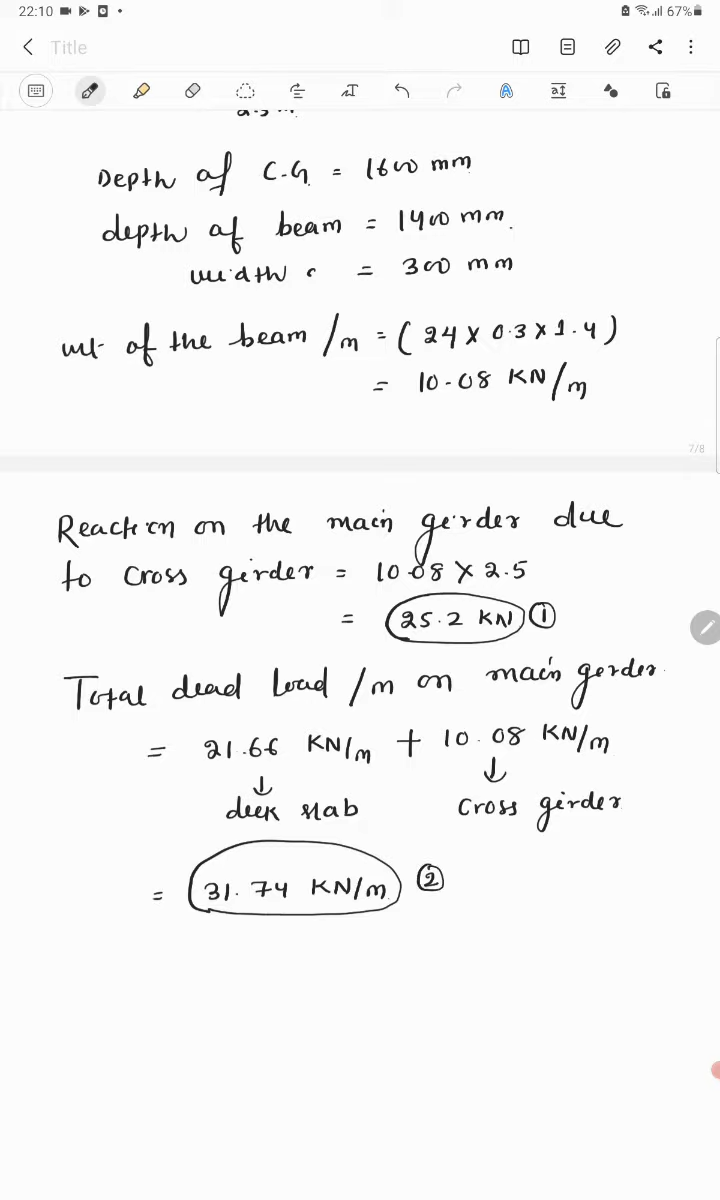 22:10
67%
Title
Depth of C.G = 1600 mm
depth of beam = 1400 mm.
width = 300 mm
wt of the beam /m = ( 24 X 0.3 X 1.4 )
= 10.08 KN/m
7/8
Reaction on the main girder due
to cross girder = 10.08 X 2.5
= 25.2 KN ①
Total dead Load /m on main girder.
= 21.66 KN/m + 10.08 KN/m
↓ ↓
deck slab cross girder
= 31.74 KN/m ②